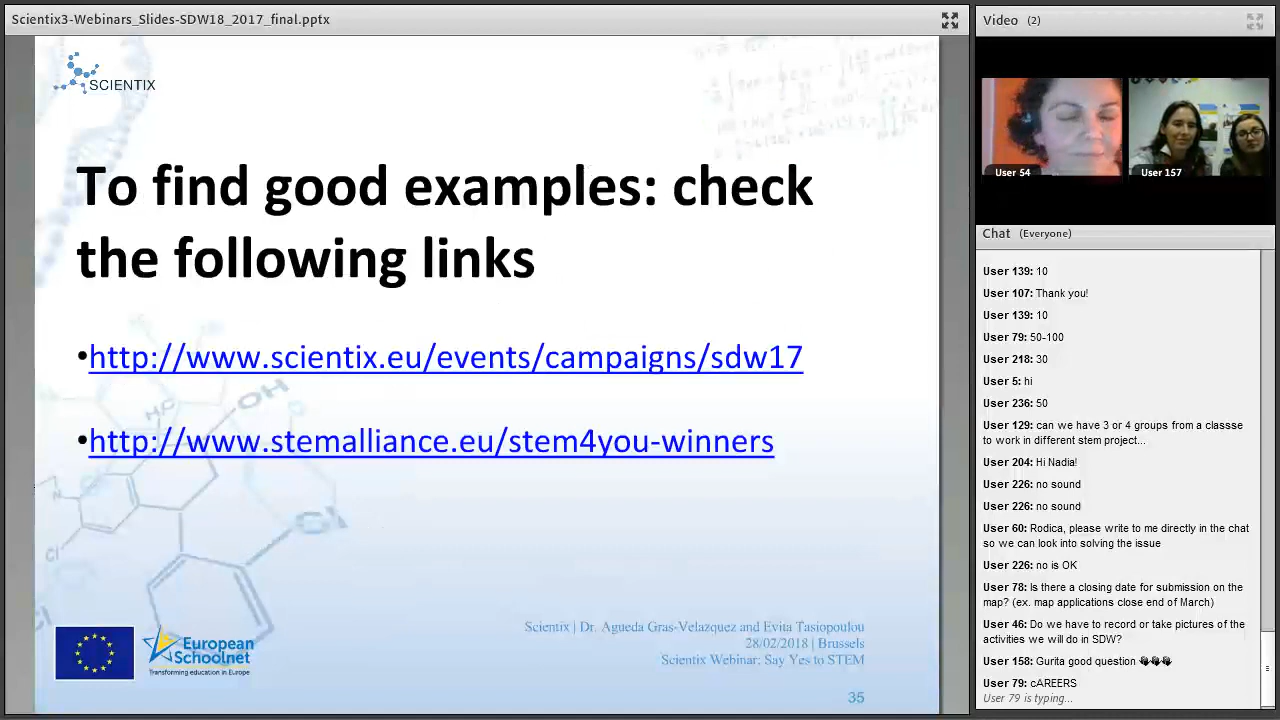 Scientix3-Webinars_Slides-SDW18_2017_final.pptx
SCIENTIX
To find good examples: check
the following links
•http://www.scientix.eu/events/campaigns/sdw17
•http://www.stemalliance.eu/stem4you-winners
European
Schoolnet
Transforming education in Europe
Scientix | Dr. Agueda Gras-Velazquez and Evita Tasiopoulou
28/02/2018 | Brussels
Scientix Webinar: Say Yes to STEM
35
Video (2)
User 54
User 157
Chat (Everyone)
User 139: 10
User 107: Thank you!
User 139: 10
User 79: 50-100
User 218: 30
User 5: hi
User 236: 50
User 129: can we have 3 or 4 groups from a classse
to work in different stem project...
User 204: Hi Nadia!
User 226: no sound
User 226: no sound
User 60: Rodica, please write to me directly in the chat
so we can look into solving the issue
User 226: no is OK
User 78: Is there a closing date for submission on the
map? (ex. map applications close end of March)
User 46: Do we have to record or take pictures of the
activities we will do in SDW?
User 158: Gurita good question 👏👏👏
User 79: cAREERS
User 79 is typing...
HC
OH
N
Cl
Cl